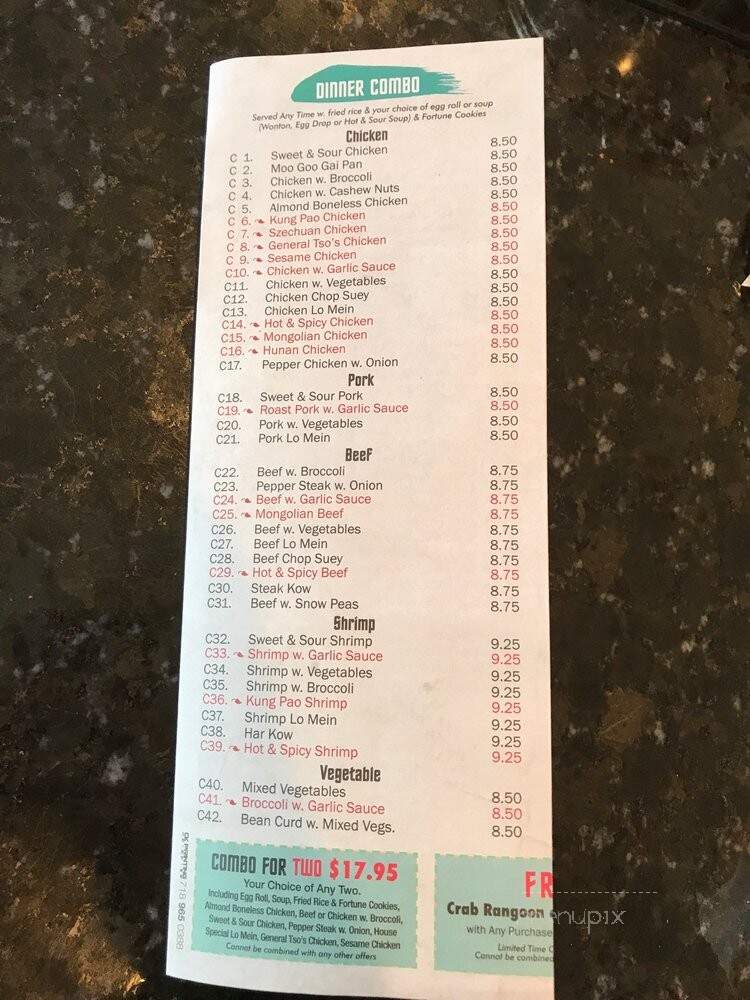 DINNER COMBO
Served Any Time w. fried rice & your choice of egg roll or soup
(Wonton, Egg Drop or Hot & Sour Soup) & Fortune Cookies
Chicken
C 1. Sweet & Sour Chicken 8.50
C 2. Moo Goo Gai Pan 8.50
C 3. Chicken w. Broccoli 8.50
C 4. Chicken w. Cashew Nuts 8.50
C 5. Almond Boneless Chicken 8.50
C 6. Kung Pao Chicken 8.50
C 7. Szechuan Chicken 8.50
C 8. General Tso's Chicken 8.50
C 9. Sesame Chicken 8.50
C10. Chicken w. Garlic Sauce 8.50
C11. Chicken w. Vegetables 8.50
C12. Chicken Chop Suey 8.50
C13. Chicken Lo Mein 8.50
C14. Hot & Spicy Chicken 8.50
C15. Mongolian Chicken 8.50
C16. Hunan Chicken 8.50
C17. Pepper Chicken w. Onion 8.50
Pork
C18. Sweet & Sour Pork 8.50
C19. Roast Pork w. Garlic Sauce 8.50
C20. Pork w. Vegetables 8.50
C21. Pork Lo Mein 8.50
Beef
C22. Beef w. Broccoli 8.75
C23. Pepper Steak w. Onion 8.75
C24. Beef w. Garlic Sauce 8.75
C25. Mongolian Beef 8.75
C26. Beef w. Vegetables 8.75
C27. Beef Lo Mein 8.75
C28. Beef Chop Suey 8.75
C29. Hot & Spicy Beef 8.75
C30. Steak Kow 8.75
C31. Beef w. Snow Peas 8.75
Shrimp
C32. Sweet & Sour Shrimp 9.25
C33. Shrimp w. Garlic Sauce 9.25
C34. Shrimp w. Vegetables 9.25
C35. Shrimp w. Broccoli 9.25
C36. Kung Pao Shrimp 9.25
C37. Shrimp Lo Mein 9.25
C38. Har Kow 9.25
C39. Hot & Spicy Shrimp 9.25
Vegetable
C40. Mixed Vegetables 8.50
C41. Broccoli w. Garlic Sauce 8.50
C42. Bean Curd w. Mixed Vegs. 8.50
COMBO FOR TWO $17.95
Your Choice of Any Two.
Including Egg Roll, Soup, Fried Rice & Fortune Cookies,
Almond Boneless Chicken, Beef or Chicken w. Broccoli,
Sweet & Sour Chicken, Pepper Steak w. Onion, House
Special Lo Mein, General Tso's Chicken, Sesame Chicken
Cannot be combined with any other offers
FR
Crab Rangoon
with Any Purchase
Limited Time O
Cannot be combined
menupix